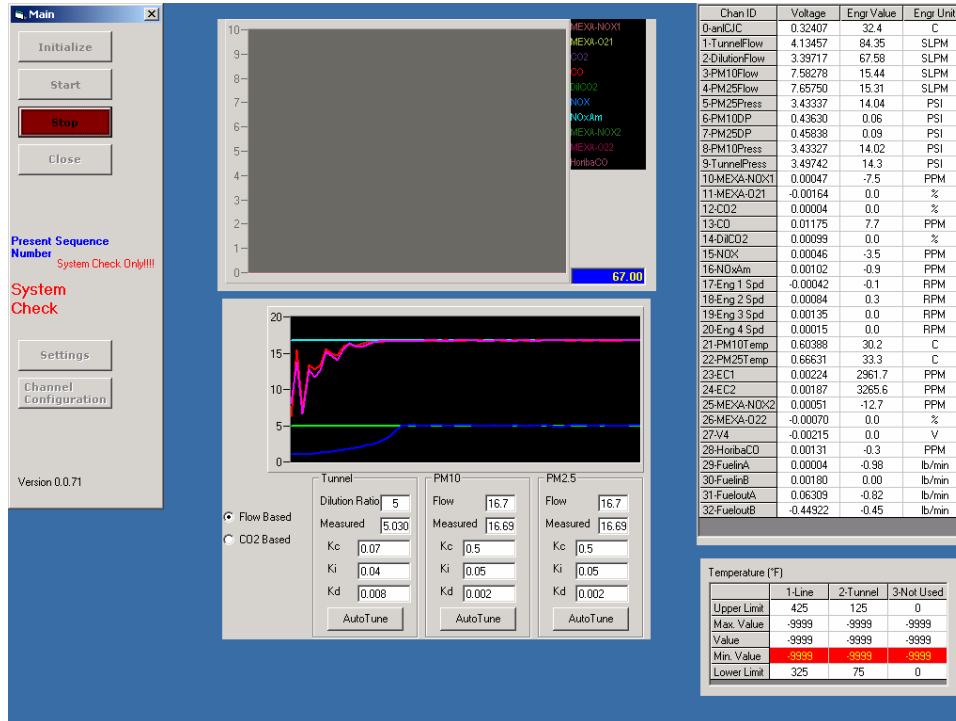 Main
Initialize
Start
Stop
Close
Present Sequence
Number
System Check Only!!!!
System
Check
Settings
Channel
Configuration
Version 0.0.71
10
9
8
7
6
5
4
3
2
1
0
MEXA-NOX1
MEXA-O21
CO2
CO
DilCO2
NOX
NOxAm
MEXA-NOX2
MEXA-O22
HoribaCO
67.00
20
15
10
5
0
Flow Based
CO2 Based
Tunnel
Dilution Ratio 5
Measured 5.030
Kc 0.07
Ki 0.04
Kd 0.008
AutoTune
PM10
Flow 16.7
Measured 16.69
Kc 0.5
Ki 0.05
Kd 0.002
AutoTune
PM2.5
Flow 16.7
Measured 16.69
Kc 0.5
Ki 0.05
Kd 0.002
AutoTune
Chan ID Voltage Engr Value Engr Unit
0-anlCJC 0.32407 32.4 C
1-TunnelFlow 4.13457 84.35 SLPM
2-DilutionFlow 3.39717 67.58 SLPM
3-PM10Flow 7.58278 15.44 SLPM
4-PM25Flow 7.65750 15.31 SLPM
5-PM25Press 3.43337 14.04 PSI
6-PM10DP 0.43630 0.06 PSI
7-PM25DP 0.45838 0.09 PSI
8-PM10Press 3.43327 14.02 PSI
9-TunnelPress 3.49742 14.3 PSI
10-MEXA-NOX1 0.00047 -7.5 PPM
11-MEXA-O21 -0.00164 0.0 %
12-CO2 0.00004 0.0 %
13-CO 0.01175 7.7 PPM
14-DilCO2 0.00099 0.0 %
15-NOX 0.00046 -3.5 PPM
16-NOxAm 0.00102 -0.9 PPM
17-Eng 1 Spd -0.00042 -0.1 RPM
18-Eng 2 Spd 0.00084 0.3 RPM
19-Eng 3 Spd 0.00135 0.0 RPM
20-Eng 4 Spd 0.00015 0.0 RPM
21-PM10Temp 0.60388 30.2 C
22-PM25Temp 0.66631 33.3 C
23-EC1 0.00224 2961.7 PPM
24-EC2 0.00187 3265.6 PPM
25-MEXA-NOX2 0.00051 -12.7 PPM
26-MEXA-O22 -0.00070 0.0 %
27-V4 -0.00215 0.0 V
28-HoribaCO 0.00131 -0.3 PPM
29-FuelinA 0.00004 -0.98 lb/min
30-FuelinB 0.00180 0.00 lb/min
31-FueloutA 0.06309 -0.82 lb/min
32-FueloutB -0.44922 -0.45 lb/min
Temperature (°F)
1-Line 2-Tunnel 3-Not Used
Upper Limit 425 125 0
Max. Value -9999 -9999 -9999
Value -9999 -9999 -9999
Min. Value -9999 -9999 -9999
Lower Limit 325 75 0